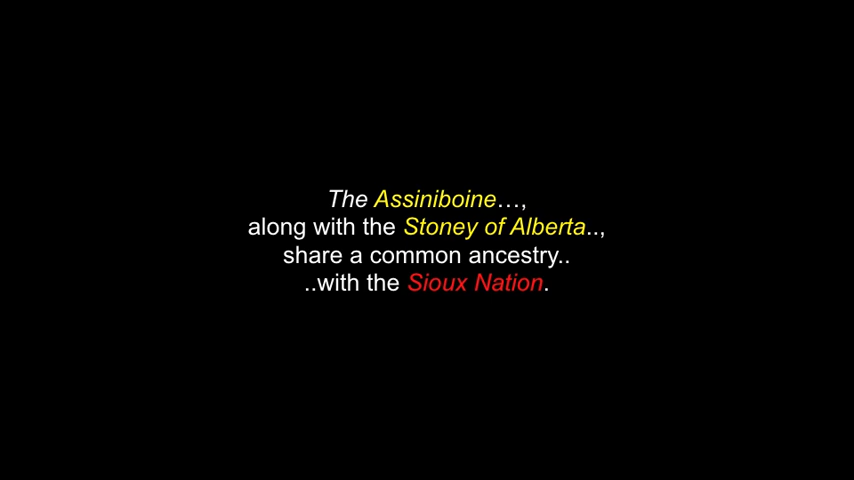 The Assiniboine…,
along with the Stoney of Alberta..,
share a common ancestry..
..with the Sioux Nation.